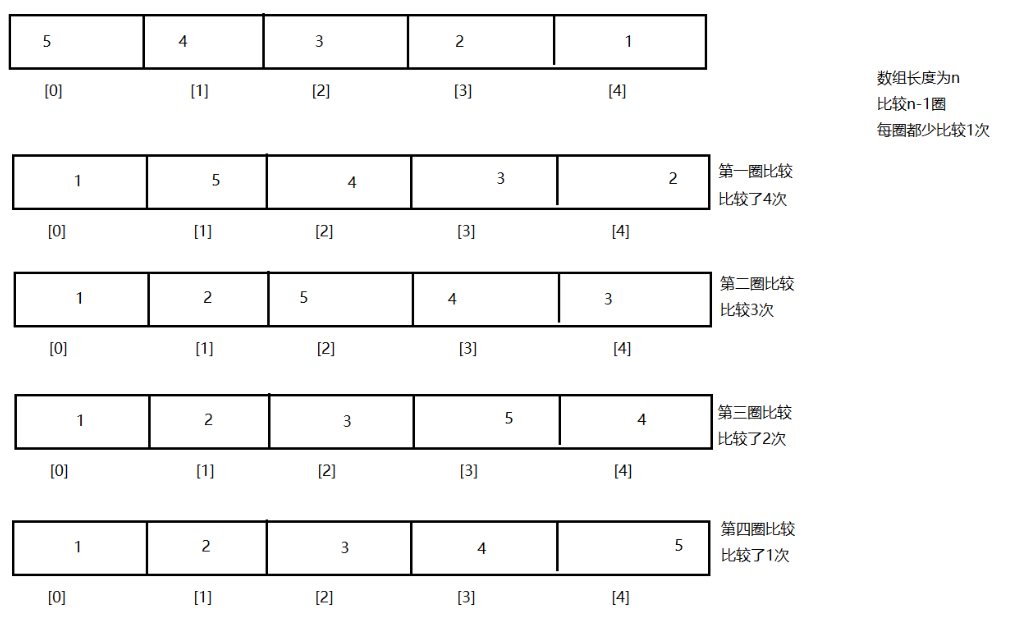 5 4 3 2 1
[0] [1] [2] [3] [4]
数组长度为n
比较n-1圈
每圈都少比较1次
1 5 4 3 2
第一圈比较
比较了4次
[0] [1] [2] [3] [4]
1 2 5 4 3
第二圈比较
比较3次
[0] [1] [2] [3] [4]
1 2 3 5 4
第三圈比较
比较了2次
[0] [1] [2] [3] [4]
1 2 3 4 5
第四圈比较
比较了1次
[0] [1] [2] [3] [4]